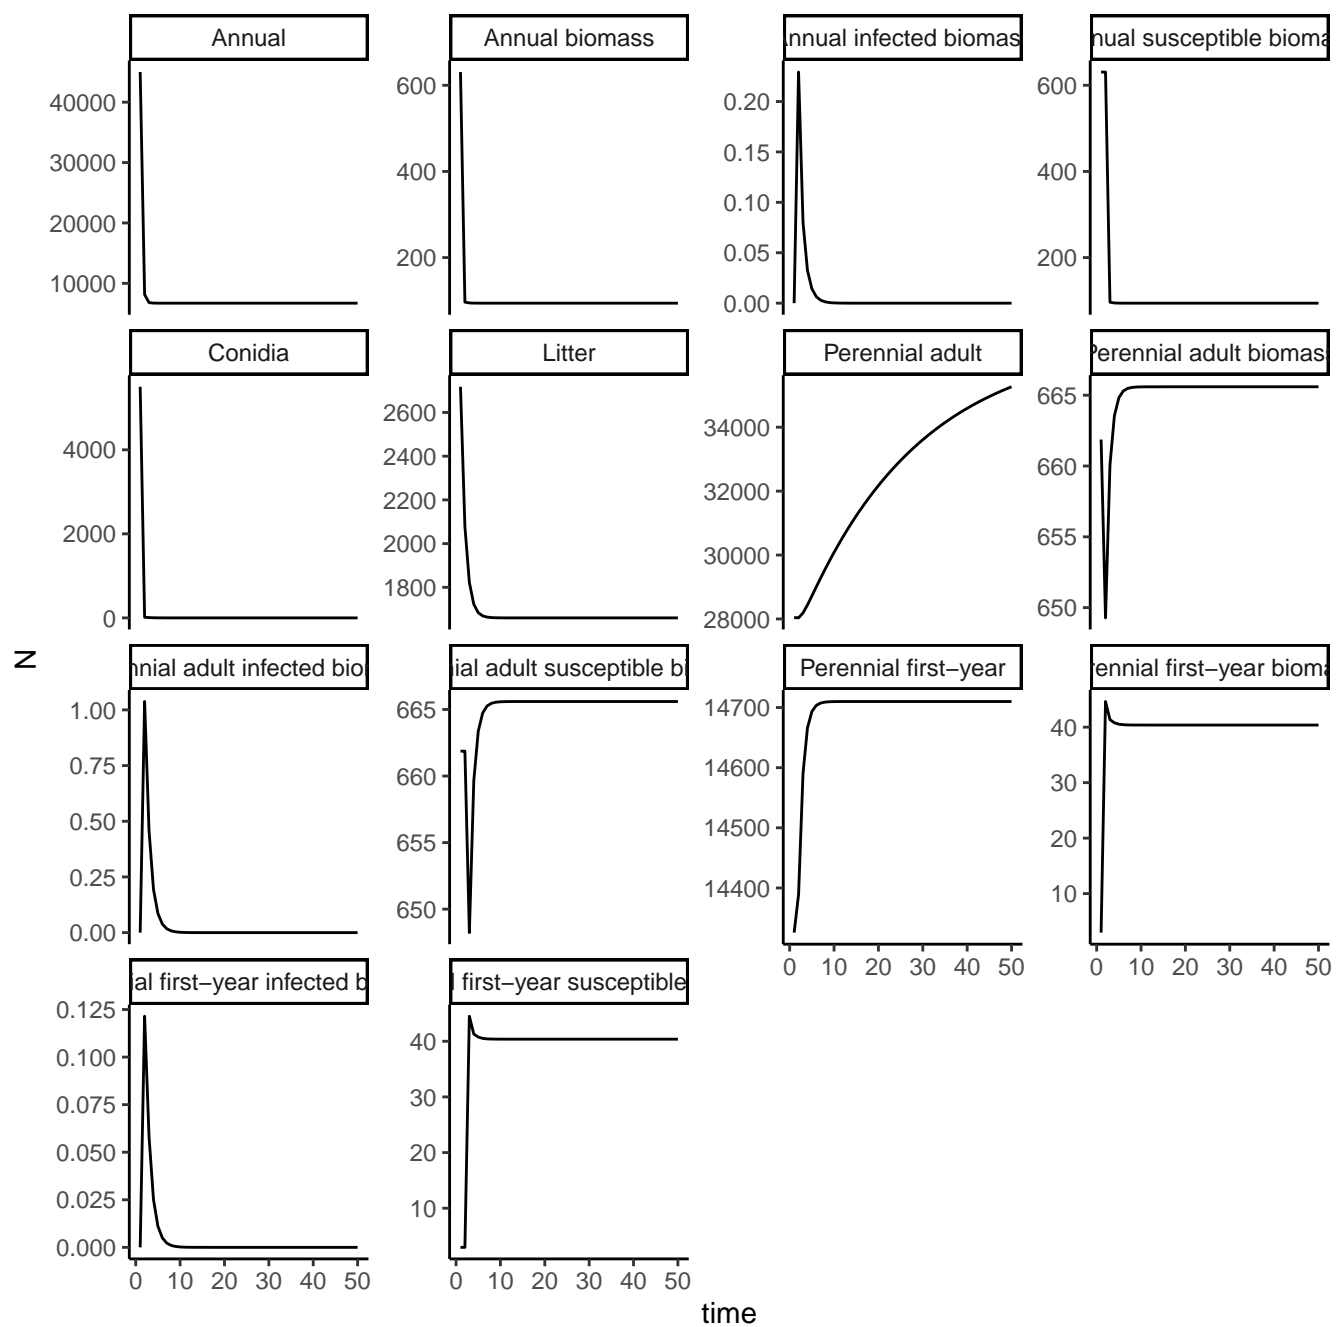 Annual
Annual biomass
nnual infected biomas
nual susceptible bioma
40000
30000
20000
10000
600
400
200
0.20
0.15
0.10
0.05
0.00
600
400
200
Conidia
Litter
Perennial adult
Perennial adult biomas
4000
2000
0
2600
2400
2200
2000
1800
34000
32000
30000
28000
665
660
655
650
N
nnial adult infected bio
ial adult susceptible b
Perennial first−year
rennial first−year bioma
1.00
0.75
0.50
0.25
0.00
665
660
655
650
14700
14600
14500
14400
40
30
20
10
0 10 20 30 40 50
0 10 20 30 40 50
ial first−year infected b
first−year susceptible
0.125
0.100
0.075
0.050
0.025
0.000
40
30
20
10
0 10 20 30 40 50
0 10 20 30 40 50
time